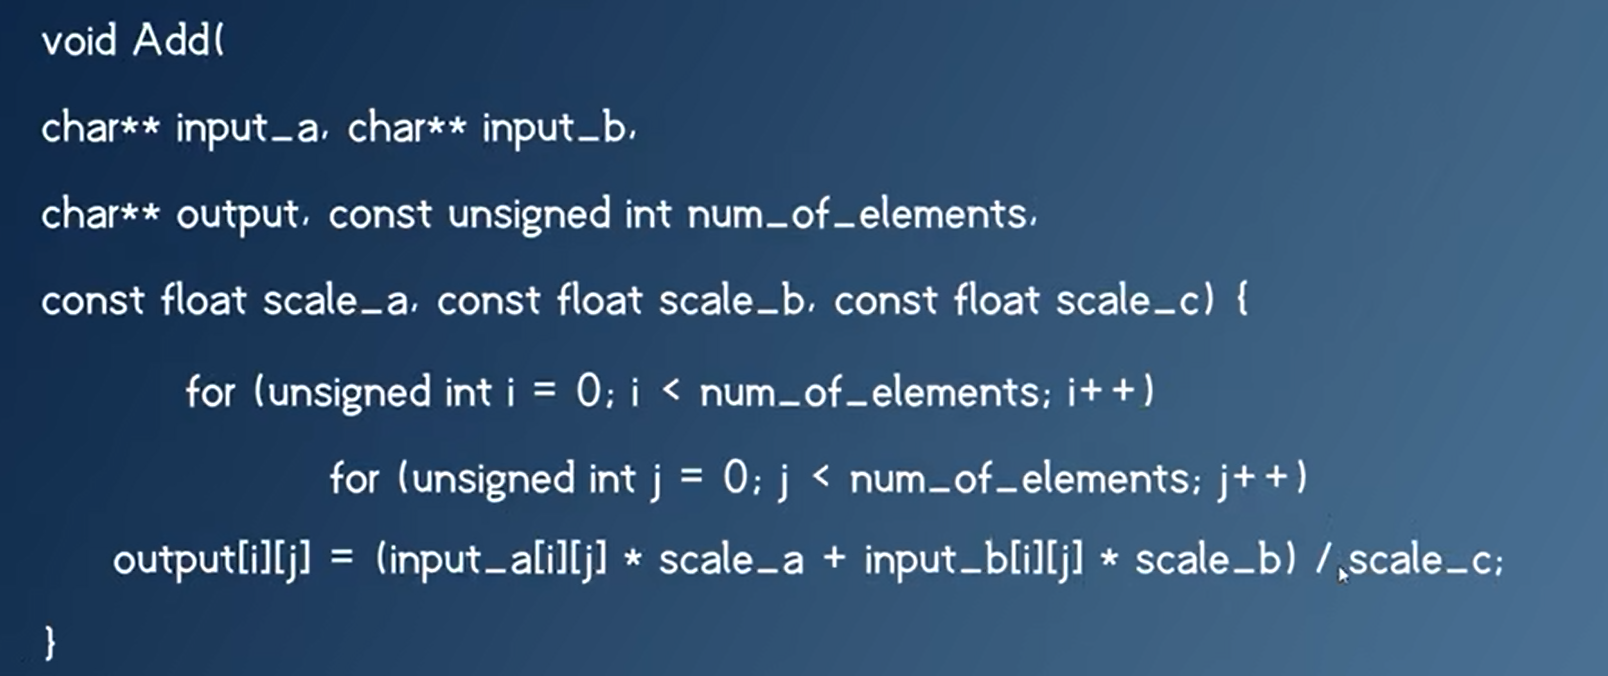 void Add(
char** input_a, char** input_b,
char** output, const unsigned int num_of_elements,
const float scale_a, const float scale_b, const float scale_c) {
for (unsigned int i = 0; i < num_of_elements; i++)
for (unsigned int j = 0; j < num_of_elements; j++)
output[i][j] = (input_a[i][j] * scale_a + input_b[i][j] * scale_b) / scale_c;
}